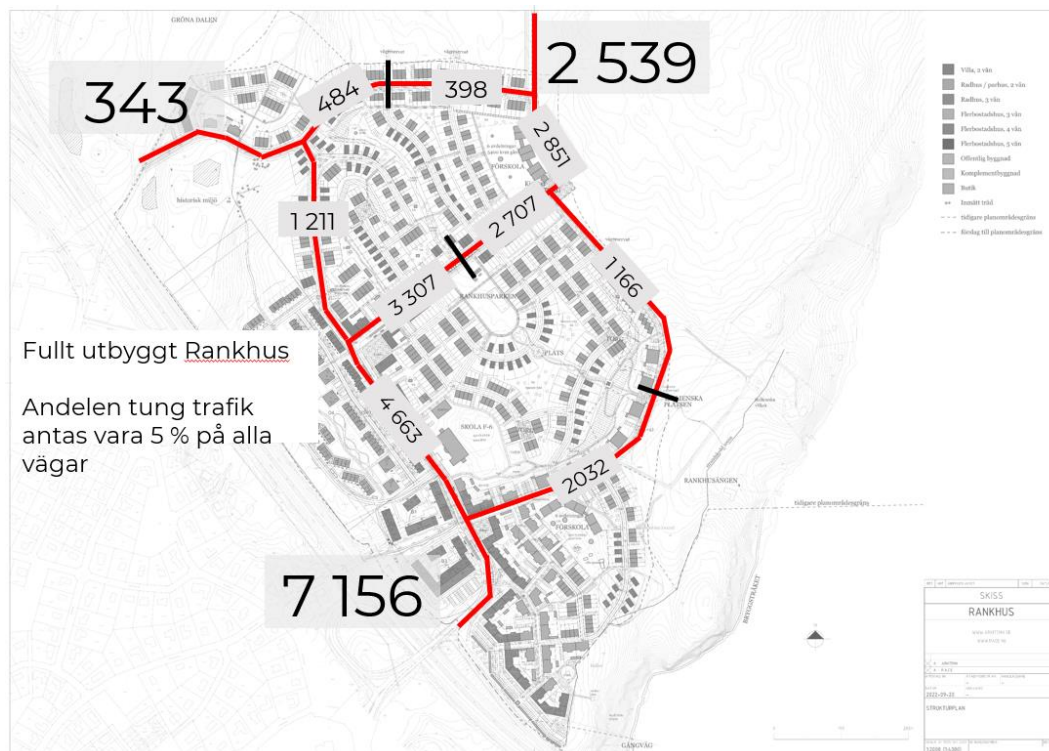 GRÖNA DALEN
2 539
343
484
398
2 851
FÖRSKOLA
historisk miljö
1 211
2 707
3 307
1 166
RANKHUSPARKEN
PLATS
Fullt utbyggt Rankhus
Andelen tung trafik
antas vara 5 % på alla
vägar
4 663
SKOLA F-6
2032
RANKHUSÄNGEN
tidigare planområdesgräns
FÖRSKOLA
7 156
BRYGGSTRÅKET
GÅNGVÄG
Villa, 2 vån
Radhus / parhus, 2 vån
Radhus, 3 vån
Flerbostadshus, 3 vån
Flerbostadshus, 4 vån
Flerbostadshus, 5 vån
Offentlig byggnad
Komplementbyggnad
Butik
Inmätt träd
tidigare planområdesgräns
förslag till planområdesgräns
SKISS
RANKHUS
STRUKTURPLAN